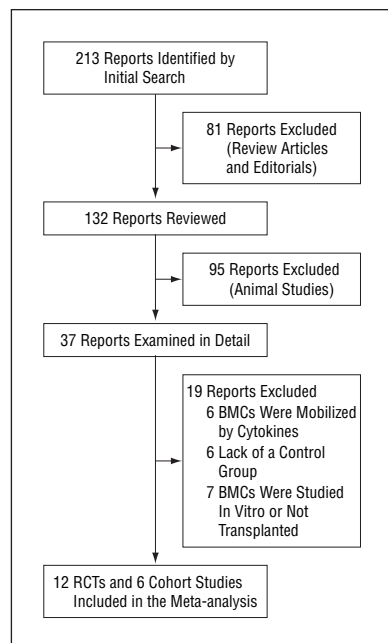 213 Reports Identified by
Initial Search
81 Reports Excluded
(Review Articles
and Editorials)
132 Reports Reviewed
95 Reports Excluded
(Animal Studies)
37 Reports Examined in Detail
19 Reports Excluded
6 BMCs Were Mobilized
by Cytokines
6 Lack of a Control
Group
7 BMCs Were Studied
In Vitro or Not
Transplanted
12 RCTs and 6 Cohort Studies
Included in the Meta-analysis